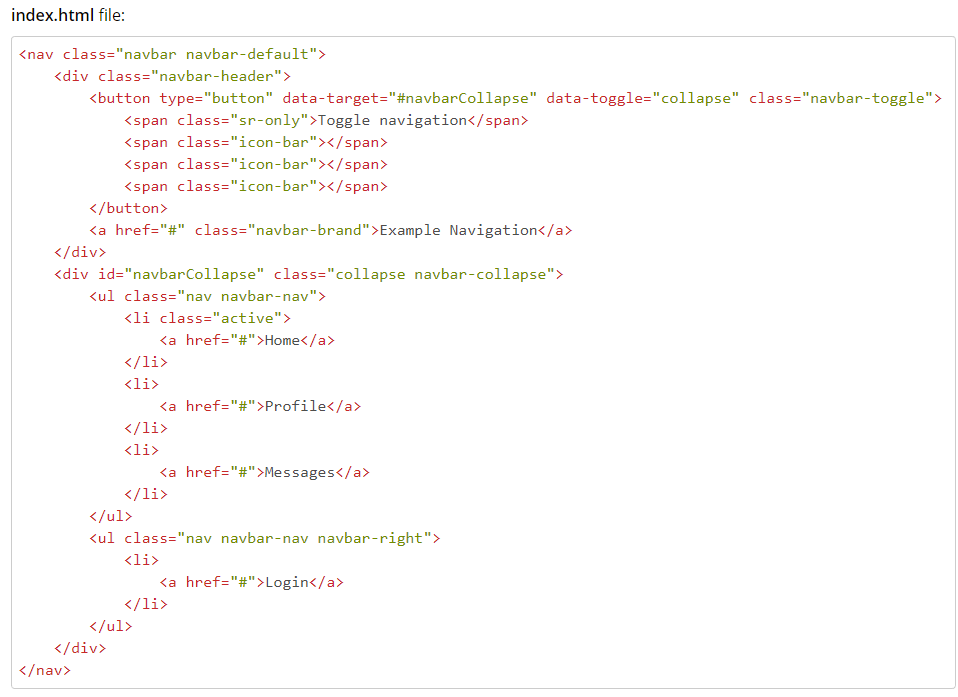 index.html file:
<nav class="navbar navbar-default">
    <div class="navbar-header">
        <button type="button" data-target="#navbarCollapse" data-toggle="collapse" class="navbar-toggle">
            <span class="sr-only">Toggle navigation</span>
            <span class="icon-bar"></span>
            <span class="icon-bar"></span>
            <span class="icon-bar"></span>
        </button>
        <a href="#" class="navbar-brand">Example Navigation</a>
    </div>
    <div id="navbarCollapse" class="collapse navbar-collapse">
        <ul class="nav navbar-nav">
            <li class="active">
                <a href="#">Home</a>
            </li>
            <li>
                <a href="#">Profile</a>
            </li>
            <li>
                <a href="#">Messages</a>
            </li>
        </ul>
        <ul class="nav navbar-nav navbar-right">
            <li>
                <a href="#">Login</a>
            </li>
        </ul>
    </div>
</nav>